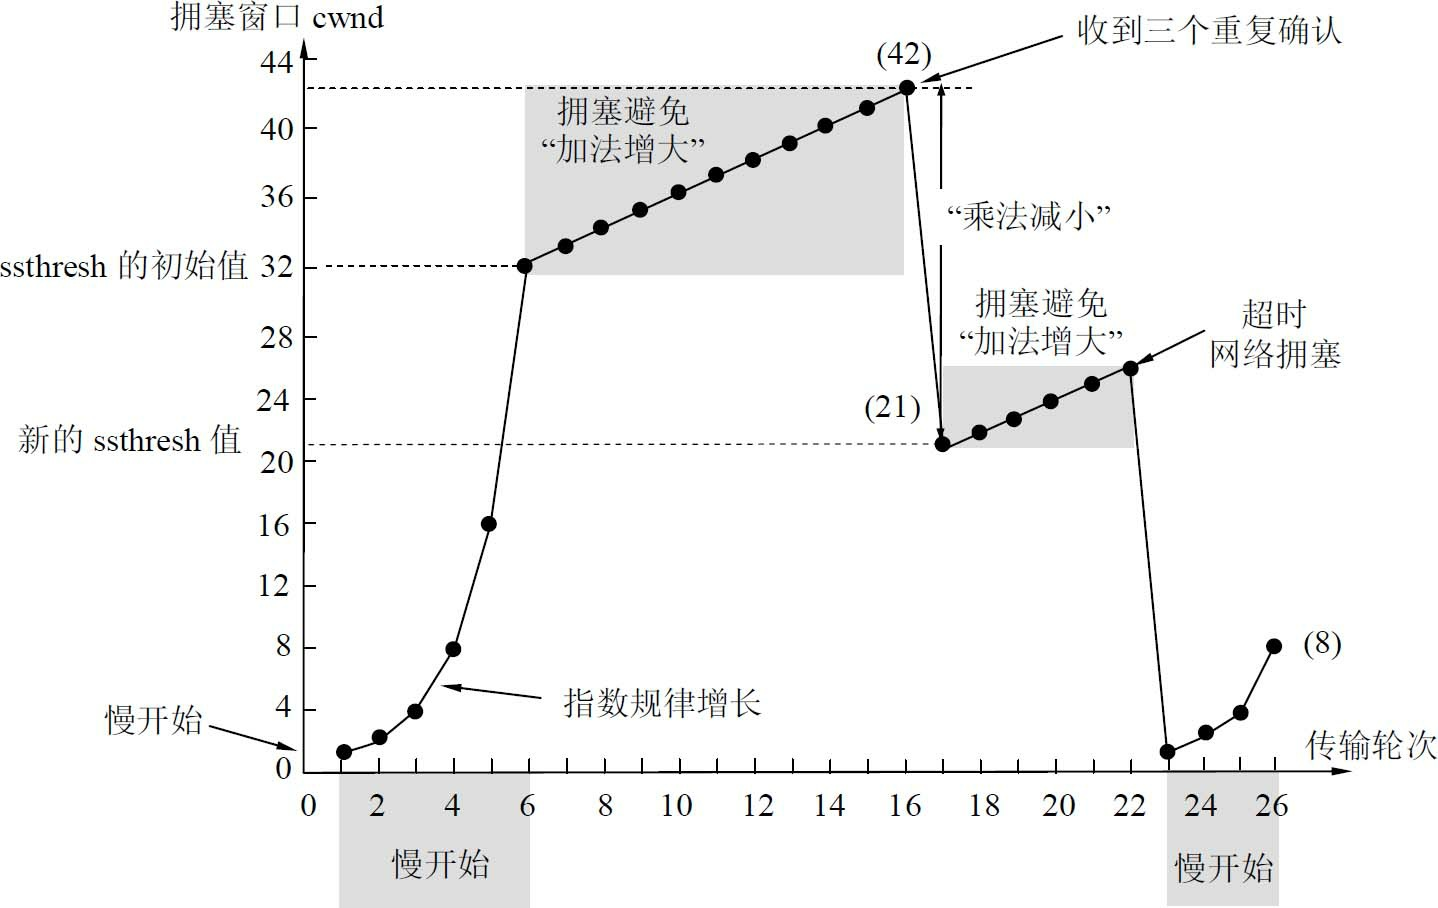 拥塞窗口 cwnd
收到三个重复确认
(42)
44
拥塞避免
“加法增大”
40
36
“乘法减小”
ssthresh 的初始值 32
拥塞避免
“加法增大”
超时
网络拥塞
28
24
(21)
新的 ssthresh 值
20
16
12
8
(8)
指数规律增长
4
慢开始
传输轮次
0
0 2 4 6 8 10 12 14 16 18 20 22 24 26
慢开始
慢开始